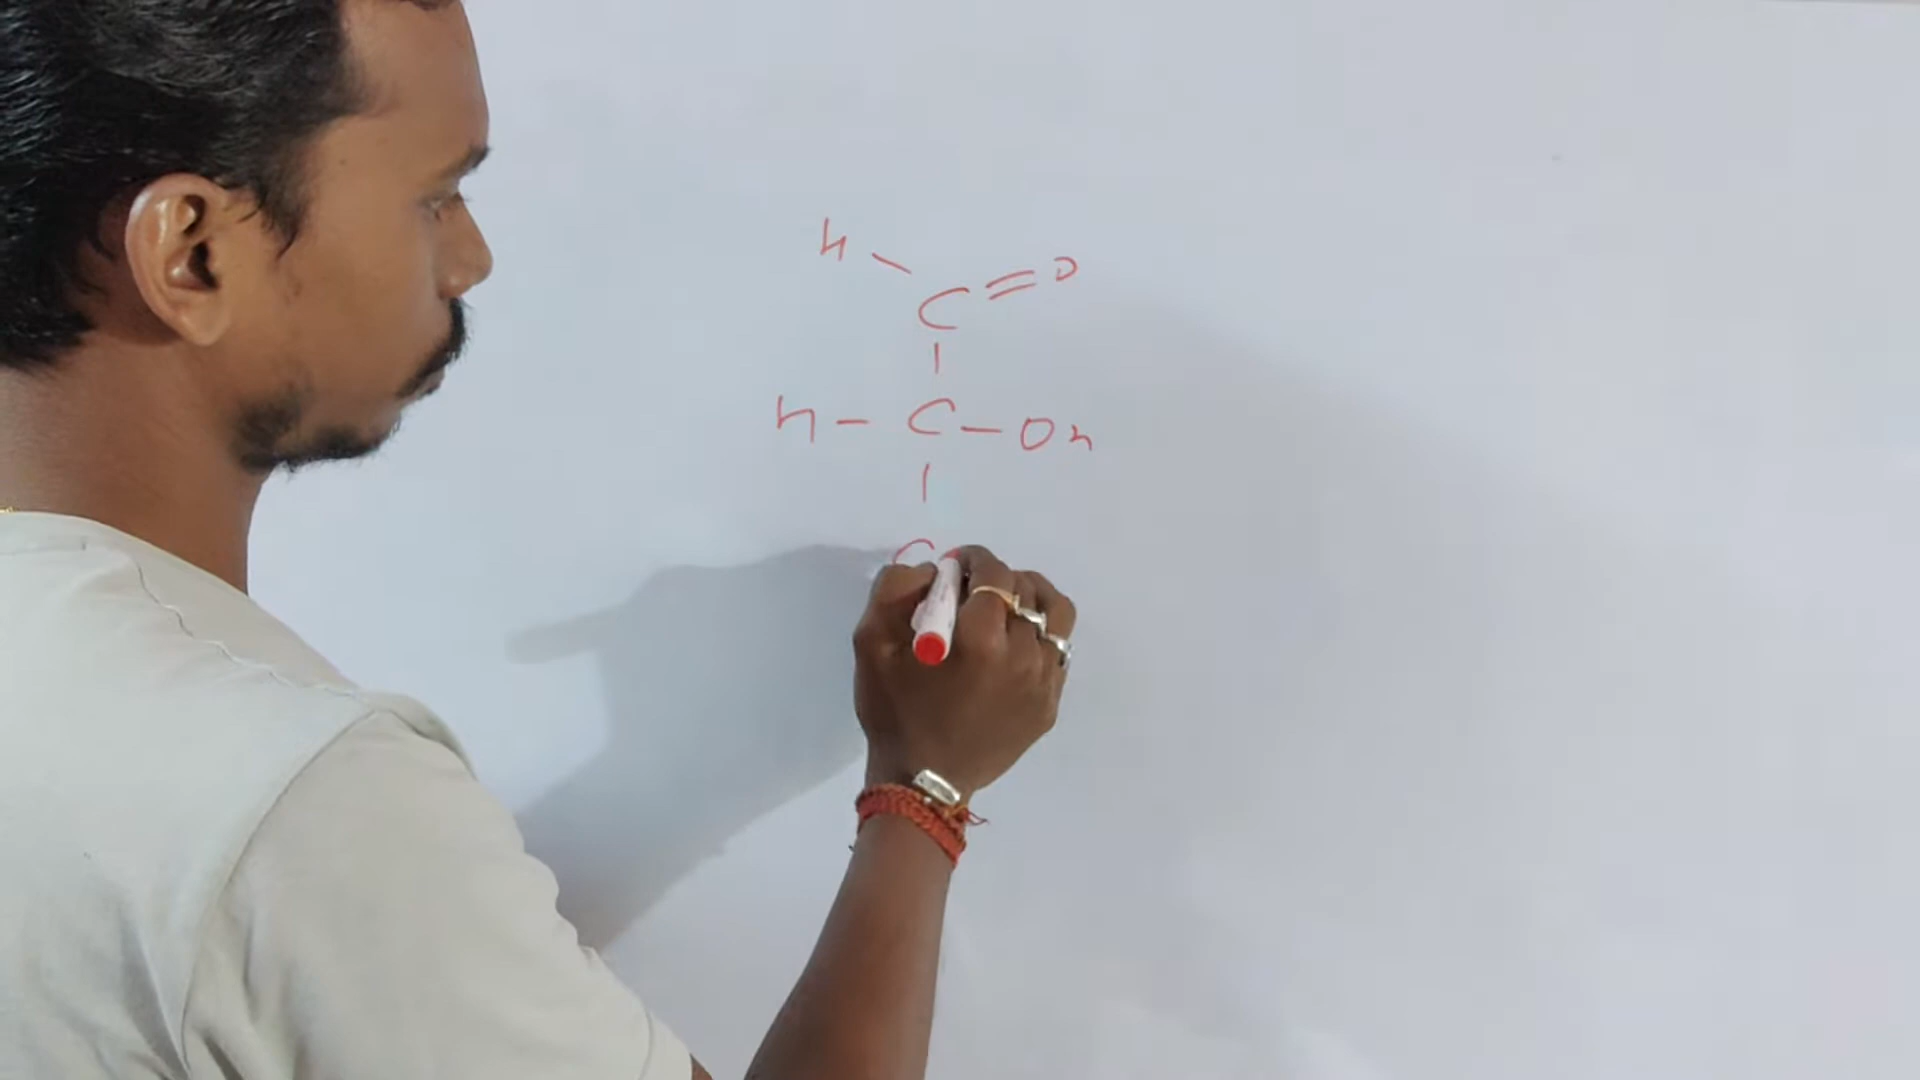 H - C = O
|
H - C - OH
|
C